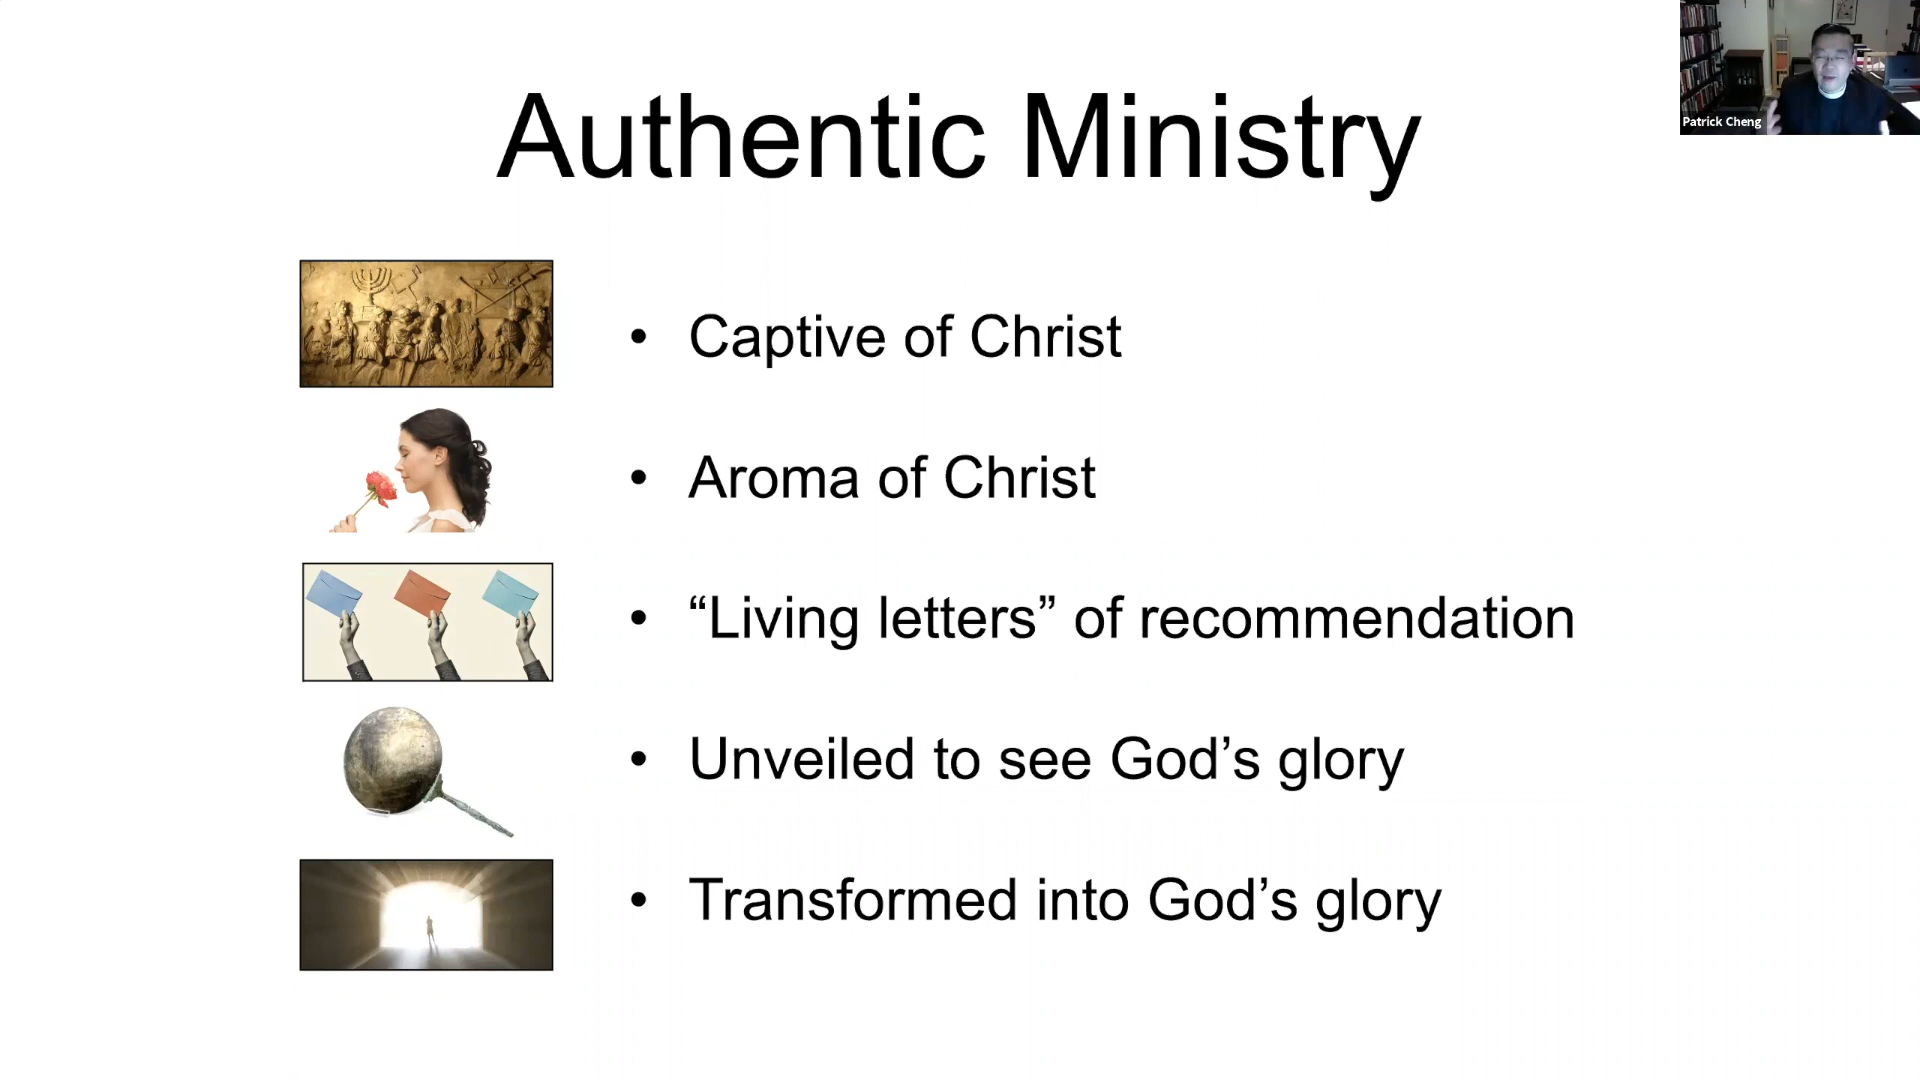 Authentic Ministry
Patrick Cheng
• Captive of Christ
• Aroma of Christ
• “Living letters” of recommendation
• Unveiled to see God’s glory
• Transformed into God’s glory